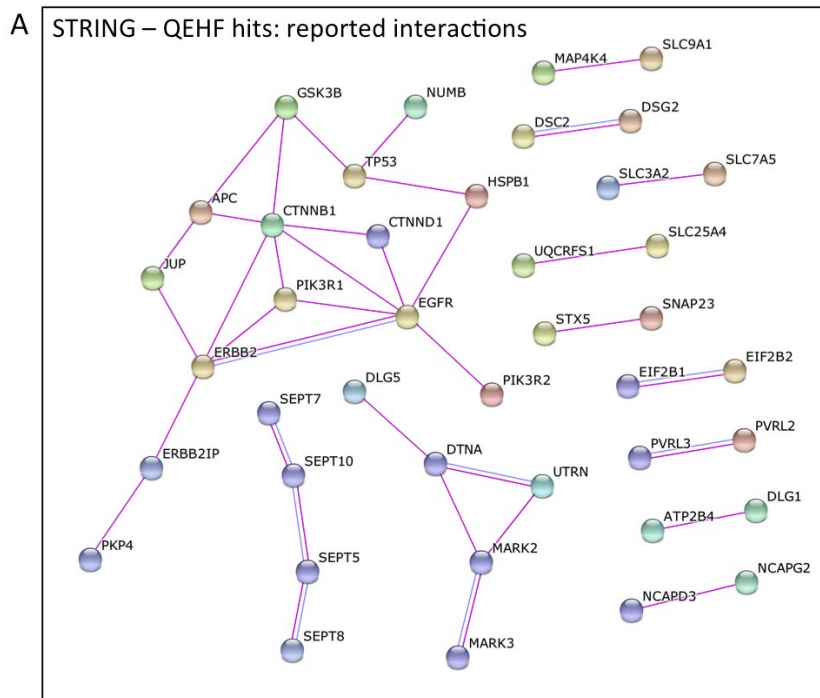 A
STRING – QEHF hits: reported interactions
MAP4K4
SLC9A1
GSK3B
NUMB
DSC2
DSG2
TP53
HSPB1
SLC3A2
SLC7A5
APC
CTNNB1
CTNND1
UQCRFS1
SLC25A4
JUP
PIK3R1
EGFR
STX5
SNAP23
ERBB2
PIK3R2
EIF2B1
EIF2B2
DLG5
SEPT7
PVRL3
PVRL2
ERBB2IP
SEPT10
DTNA
UTRN
ATP2B4
DLG1
PKP4
SEPT5
MARK2
NCAPD3
NCAPG2
SEPT8
MARK3